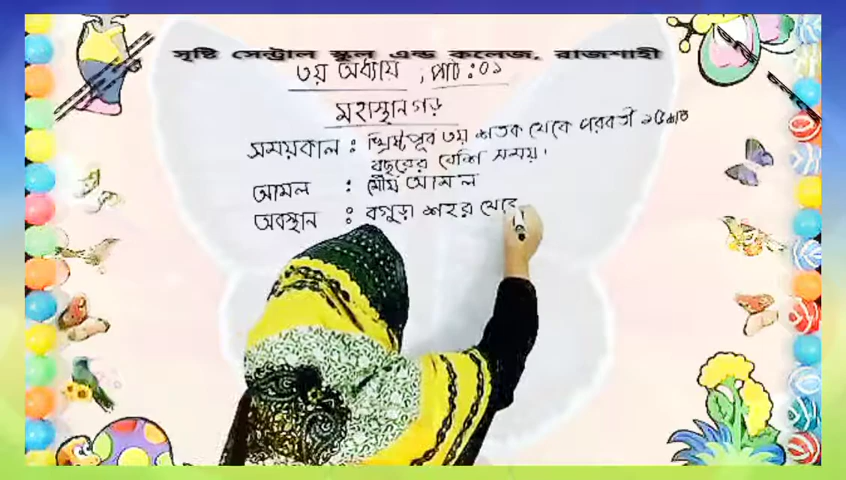 সৃষ্টি সেন্ট্রাল স্কুল এন্ড কলেজ, রাজশাহী
৩য় অধ্যায়, পাঠ : ০১
মহাস্থানগড়
সময়কাল : খ্রিষ্টপূর্ব ৩য় শতক থেকে পরবর্তী ১৫শত
বছরের বেশি সময়।
আমল : মৌর্য আমল
অবস্থান : বগুড়া শহর থেকে